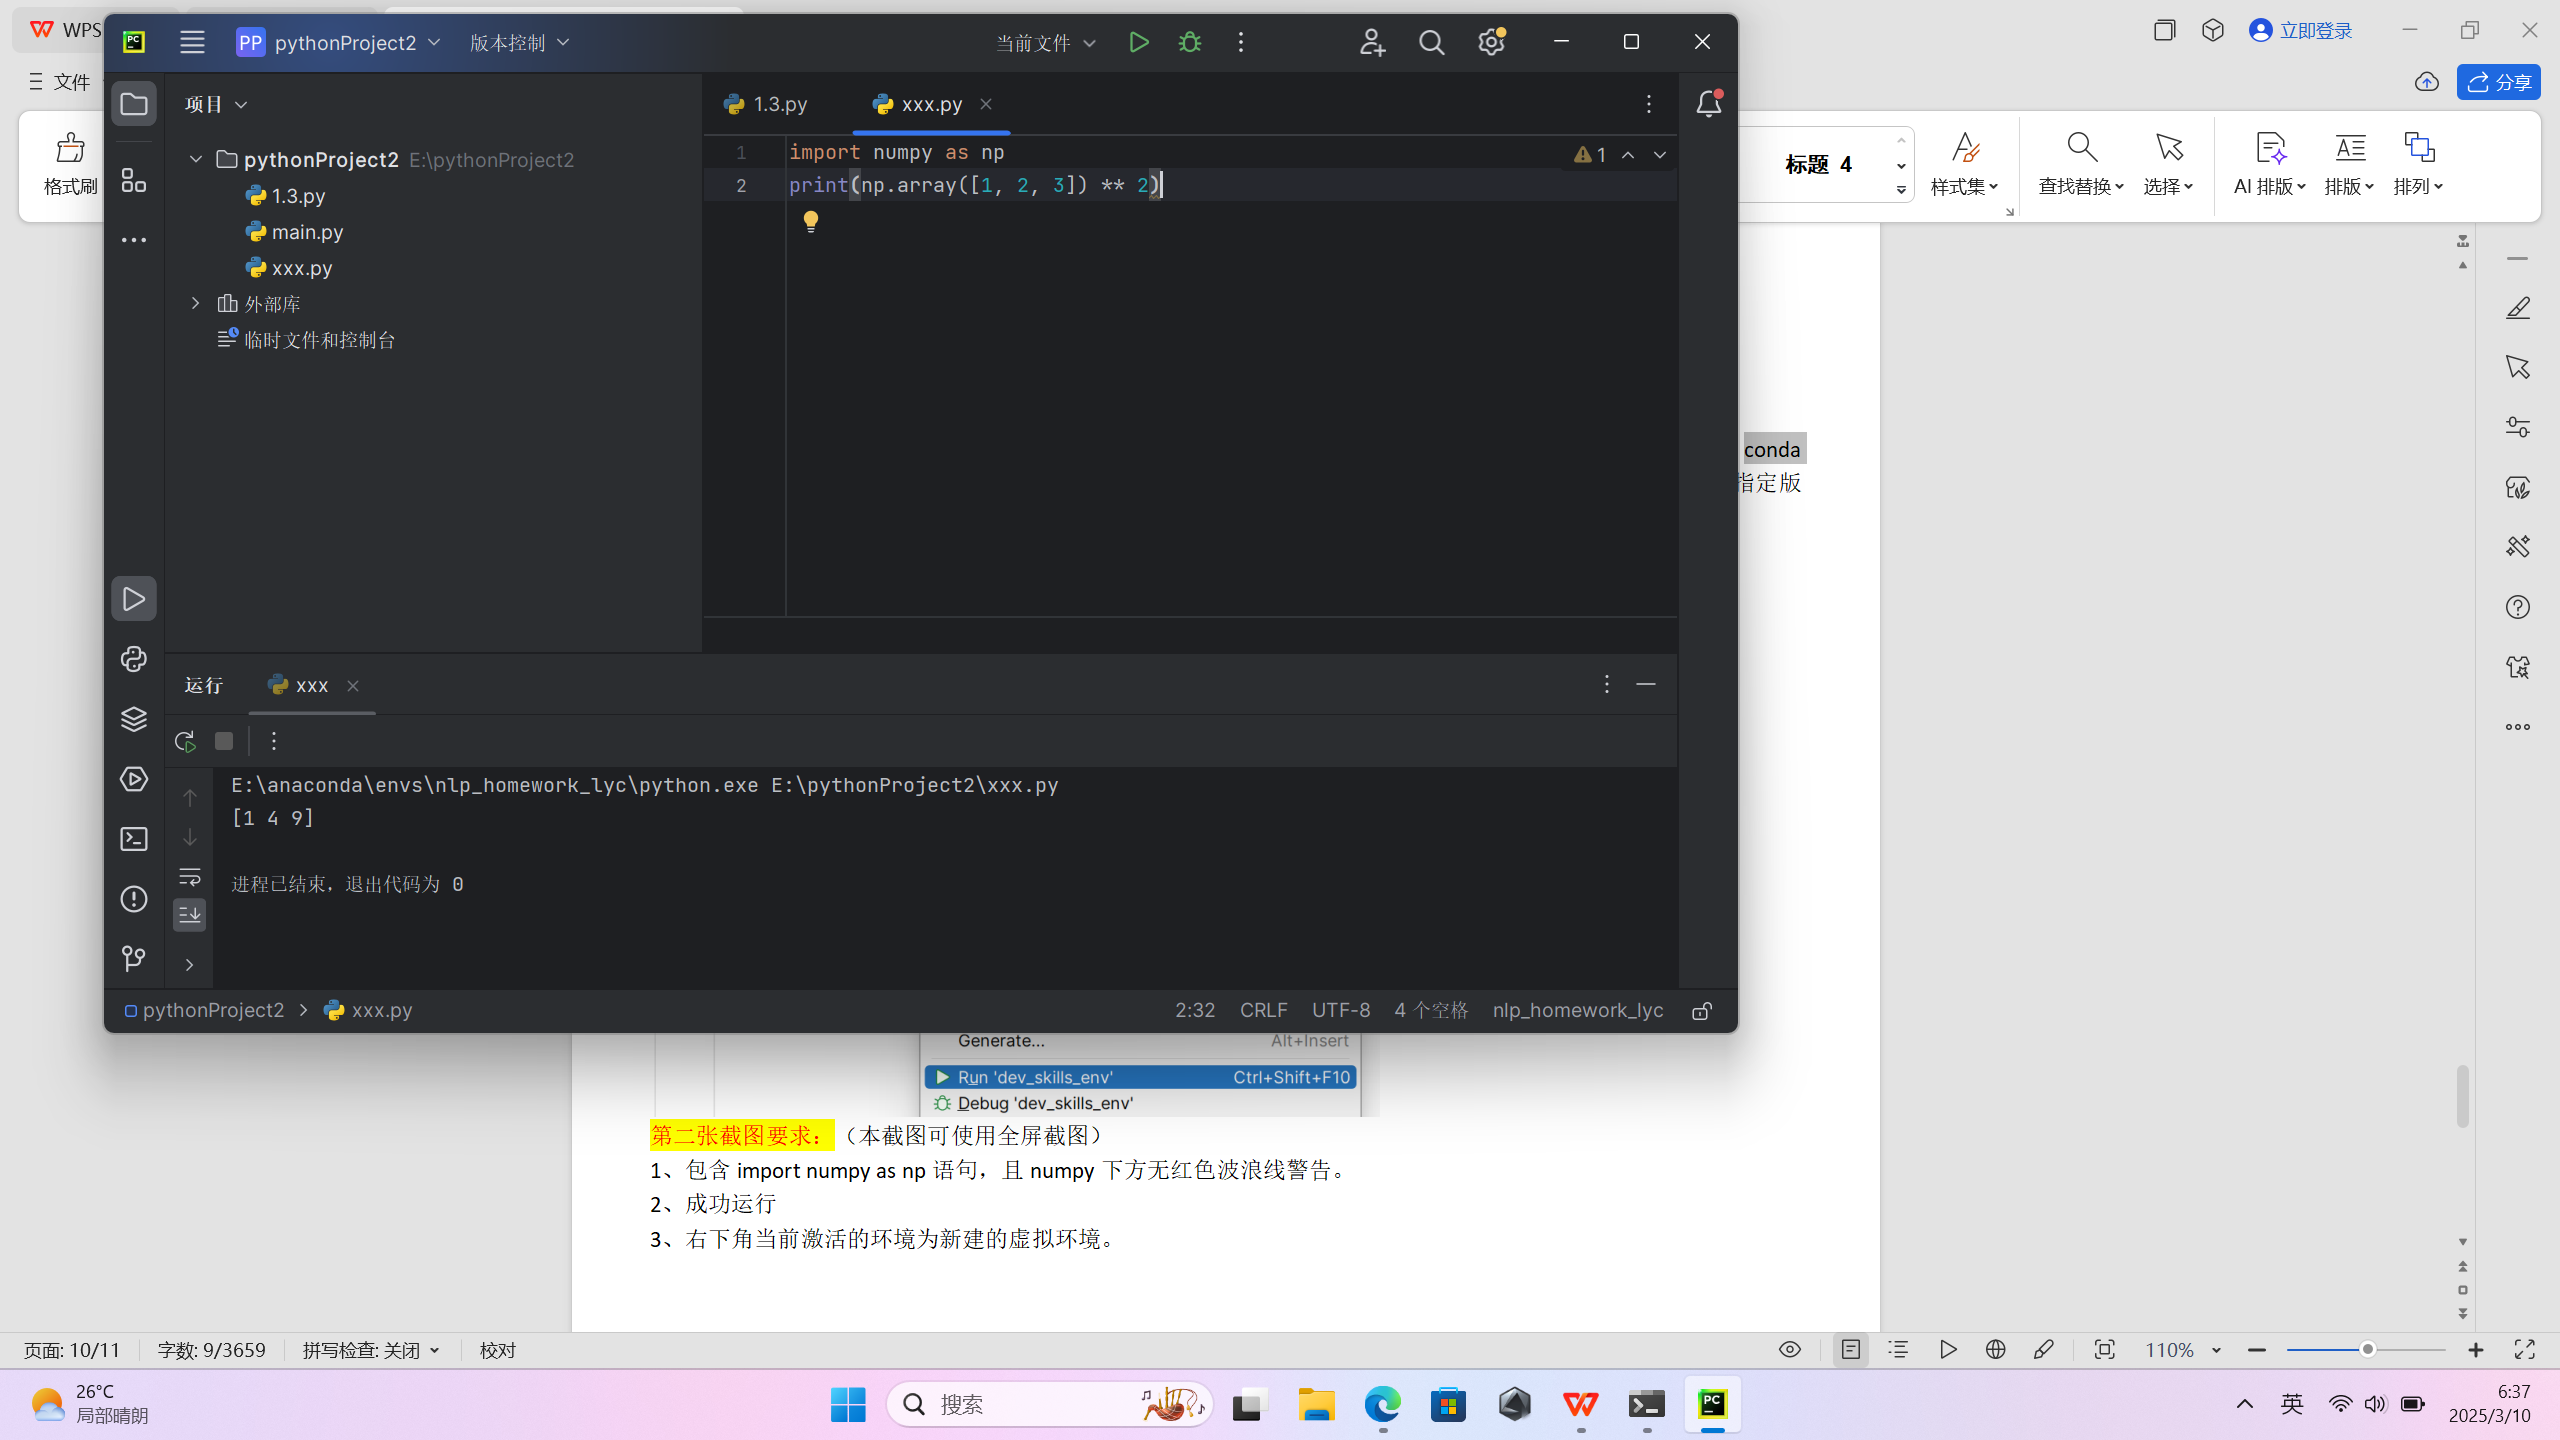 WPS
PP pythonProject2
版本控制
当前文件
立即登录
文件
分享
格式刷
项目
1.3.py
xxx.py
pythonProject2 E:\pythonProject2
1.3.py
main.py
xxx.py
外部库
临时文件和控制台
1 import numpy as np
2 print(np.array([1, 2, 3]) ** 2)
1
标题 4
样式集
查找替换
选择
AI 排版
排版
排列
conda
指定版
运行
xxx
E:\anaconda\envs\nlp_homework_lyc\python.exe E:\pythonProject2\xxx.py
[1 4 9]
进程已结束，退出代码为 0
pythonProject2 > xxx.py
2:32 CRLF UTF-8 4 个空格 nlp_homework_lyc
Generate... Alt+Insert
Run 'dev_skills_env' Ctrl+Shift+F10
Debug 'dev_skills_env'
第二张截图要求：（本截图可使用全屏截图）
1、包含 import numpy as np 语句，且 numpy 下方无红色波浪线警告。
2、成功运行
3、右下角当前激活的环境为新建的虚拟环境。
页面: 10/11 字数: 9/3659 拼写检查: 关闭 校对
110%
26°C
局部晴朗
搜索
英
6:37
2025/3/10